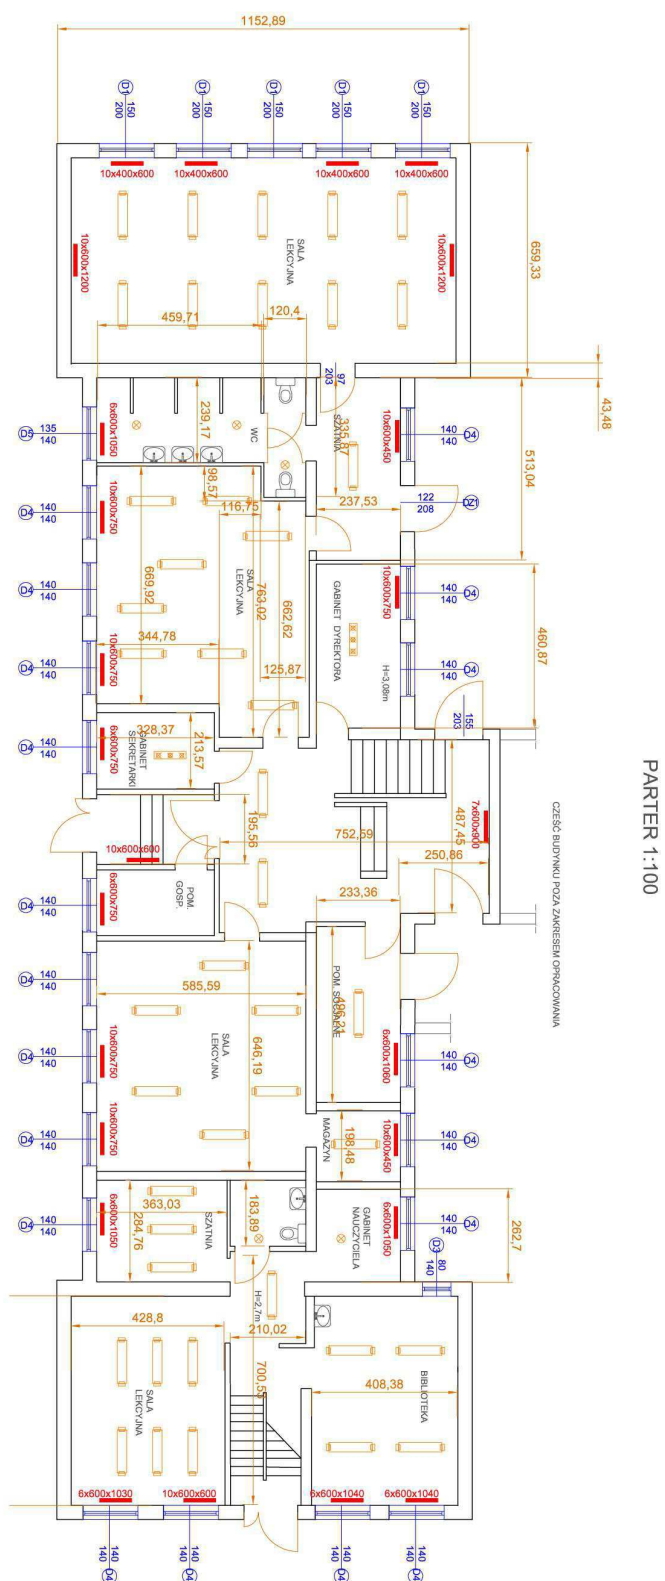 1152,89
D1 150 200
D1 150 200
D1 150 200
D1 150 200
D1 150 200
10x400x600
10x400x600
10x400x600
10x400x600
10x600x1200
SALA
LEKCYJNA
10x600x1200
659,33
459,71
120,4
97
203
43,48
D5 135
140
6x600x1050
239,17
WC
SZATNIA
335,87
10x600x450
140
140 D4
513,04
98,57
237,53
122
208 DZ1
D4 140
140
10x600x750
116,75
669,92
SALA
LEKCYJNA
763,02
662,62
D4 140
140
GABINET DYREKTORA
H=3,08m
10x600x750
140
140 D4
460,87
344,78
125,87
D4 140
140
10x600x750
140
140 D4
155
203
D4 140
140
6x600x750
328,37
GABINET
SEKRETARKI
213,57
PARTER 1:100
CZEŚĆ BUDYNKU POZA ZAKRESEM OPRACOWANIA
195,56
752,59
487,45
7x600x900
10x600x600
250,86
D4 140
140
6x600x750
POM.
GOSP.
233,36
D4 140
140
585,59
POM. SOCJALNE
496,21
SALA
LEKCYJNA
646,19
D4 140
140
10x600x750
6x600x1060
140
140 D4
D4 140
140
10x600x750
MAGAZYN
198,48
10x600x450
140
140 D4
363,03
284,76
SZATNIA
183,89
D4 140
140
6x600x1050
GABINET
NAUCZYCIELA
6x600x1050
140
140 D4
262,7
D3 80
140
H=2,7m
428,8
210,02
700,55
408,38
SALA
LEKCYJNA
BIBLIOTEKA
6x600x1030
10x600x600
6x600x1040
6x600x1040
140 140 D4
140 140 D4
140 140 D4
140 140 D4